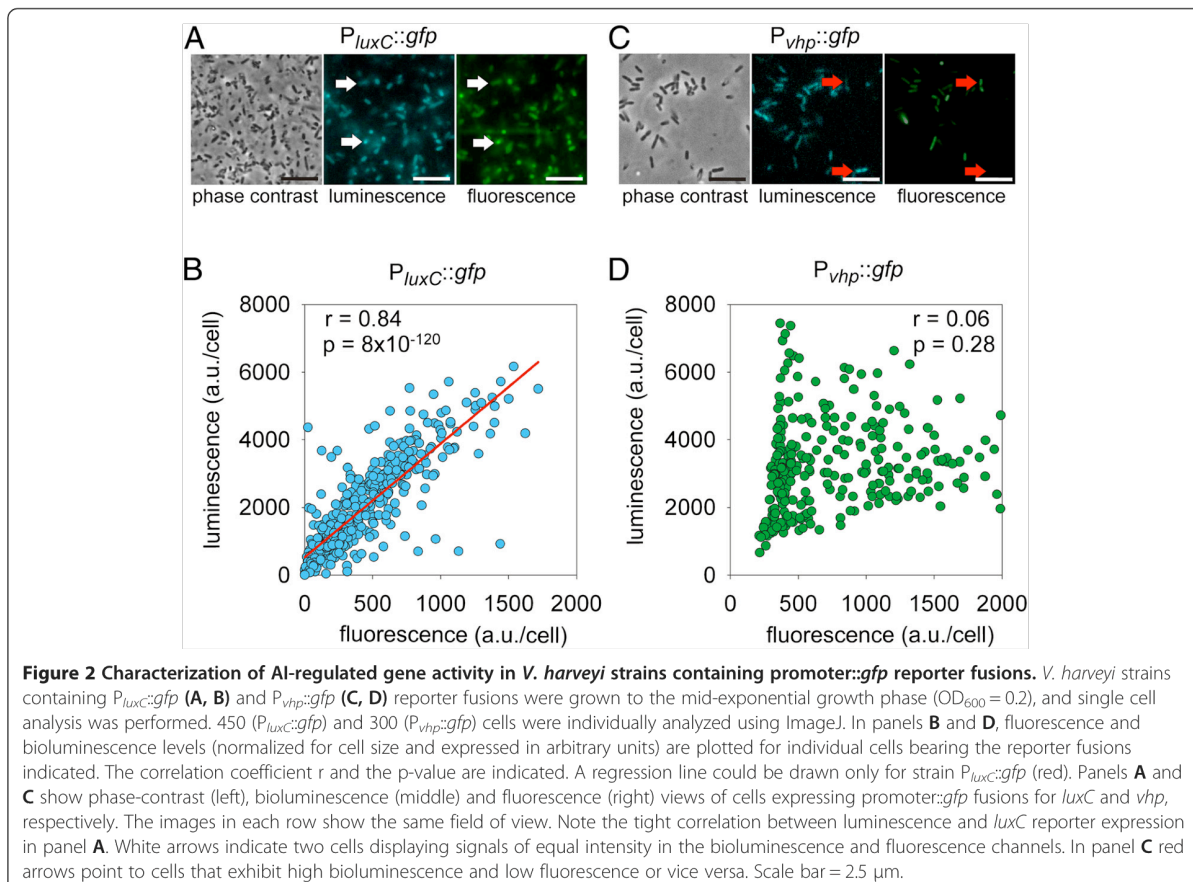 A
P_luxC::gfp
phase contrast luminescence fluorescence
C
P_vhp::gfp
phase contrast luminescence fluorescence
B
P_luxC::gfp
r = 0.84
p = 8x10^-120
8000
6000
4000
2000
0
luminescence (a.u./cell)
0 500 1000 1500 2000
fluorescence (a.u./cell)
D
P_vhp::gfp
r = 0.06
p = 0.28
8000
6000
4000
2000
0
luminescence (a.u./cell)
0 500 1000 1500 2000
fluorescence (a.u./cell)
Figure 2 Characterization of AI-regulated gene activity in V. harveyi strains containing promoter::gfp reporter fusions. V. harveyi strains
containing P_luxC::gfp (A, B) and P_vhp::gfp (C, D) reporter fusions were grown to the mid-exponential growth phase (OD_600 = 0.2), and single cell
analysis was performed. 450 (P_luxC::gfp) and 300 (P_vhp::gfp) cells were individually analyzed using ImageJ. In panels B and D, fluorescence and
bioluminescence levels (normalized for cell size and expressed in arbitrary units) are plotted for individual cells bearing the reporter fusions
indicated. The correlation coefficient r and the p-value are indicated. A regression line could be drawn only for strain P_luxC::gfp (red). Panels A and
C show phase-contrast (left), bioluminescence (middle) and fluorescence (right) views of cells expressing promoter::gfp fusions for luxC and vhp,
respectively. The images in each row show the same field of view. Note the tight correlation between luminescence and luxC reporter expression
in panel A. White arrows indicate two cells displaying signals of equal intensity in the bioluminescence and fluorescence channels. In panel C red
arrows point to cells that exhibit high bioluminescence and low fluorescence or vice versa. Scale bar = 2.5 μm.